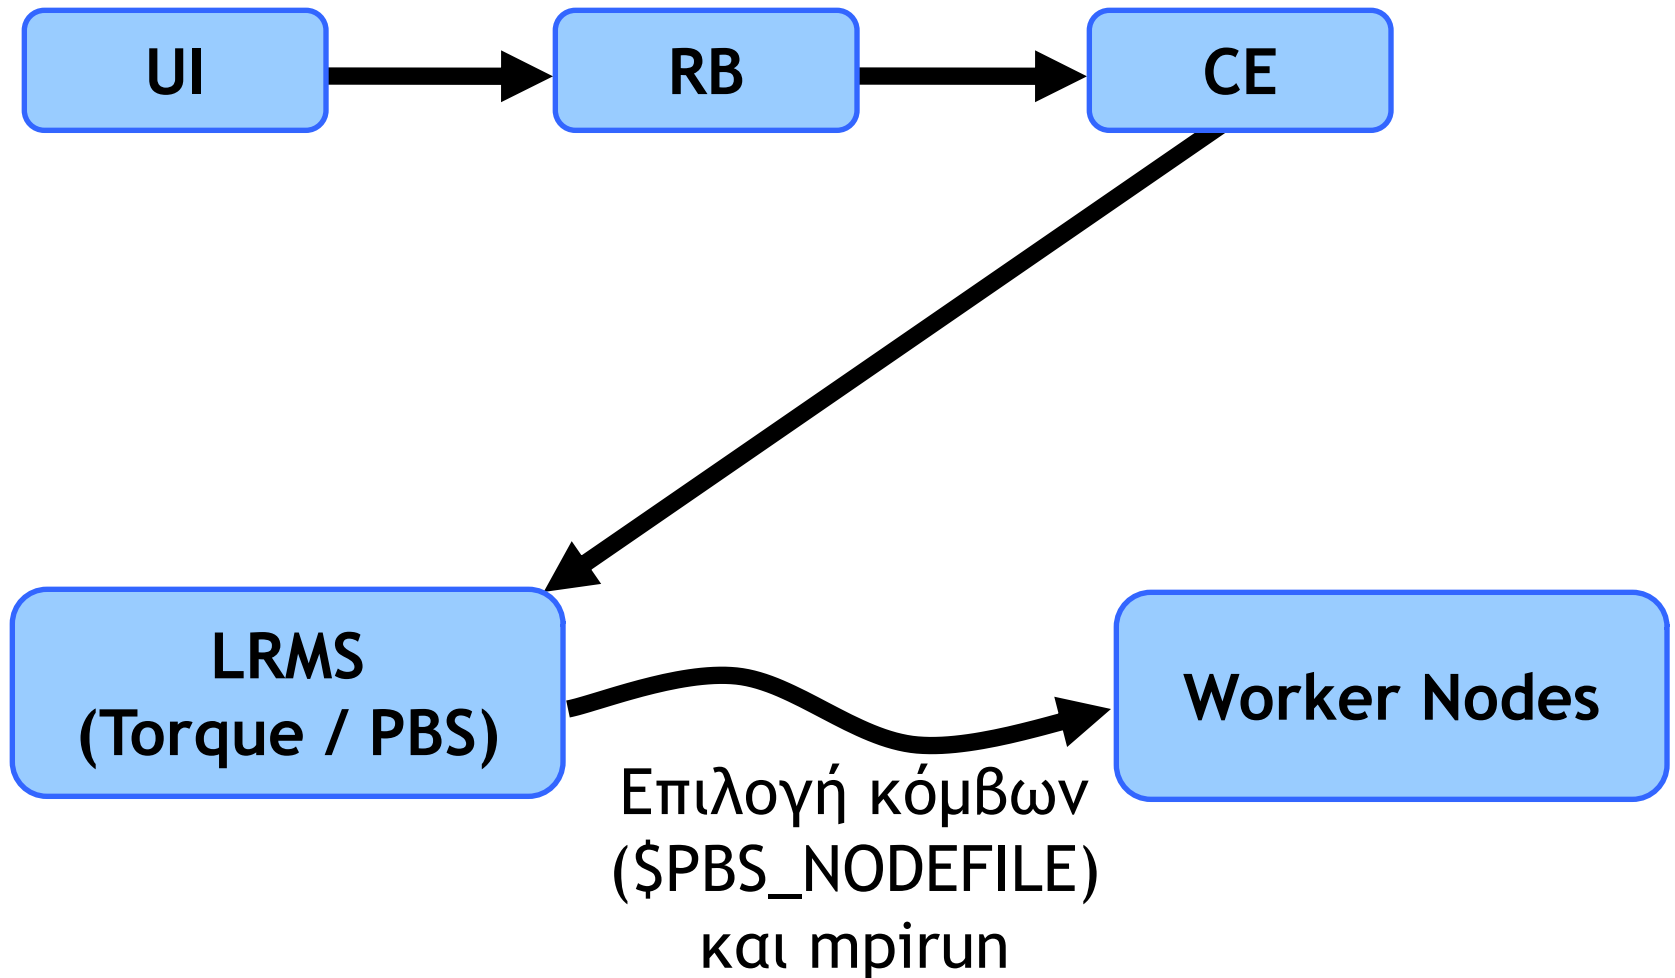 UI
RB
CE
LRMS
(Torque / PBS)
Worker Nodes
Επιλογή κόμβων
($PBS_NODEFILE)
και mpirun